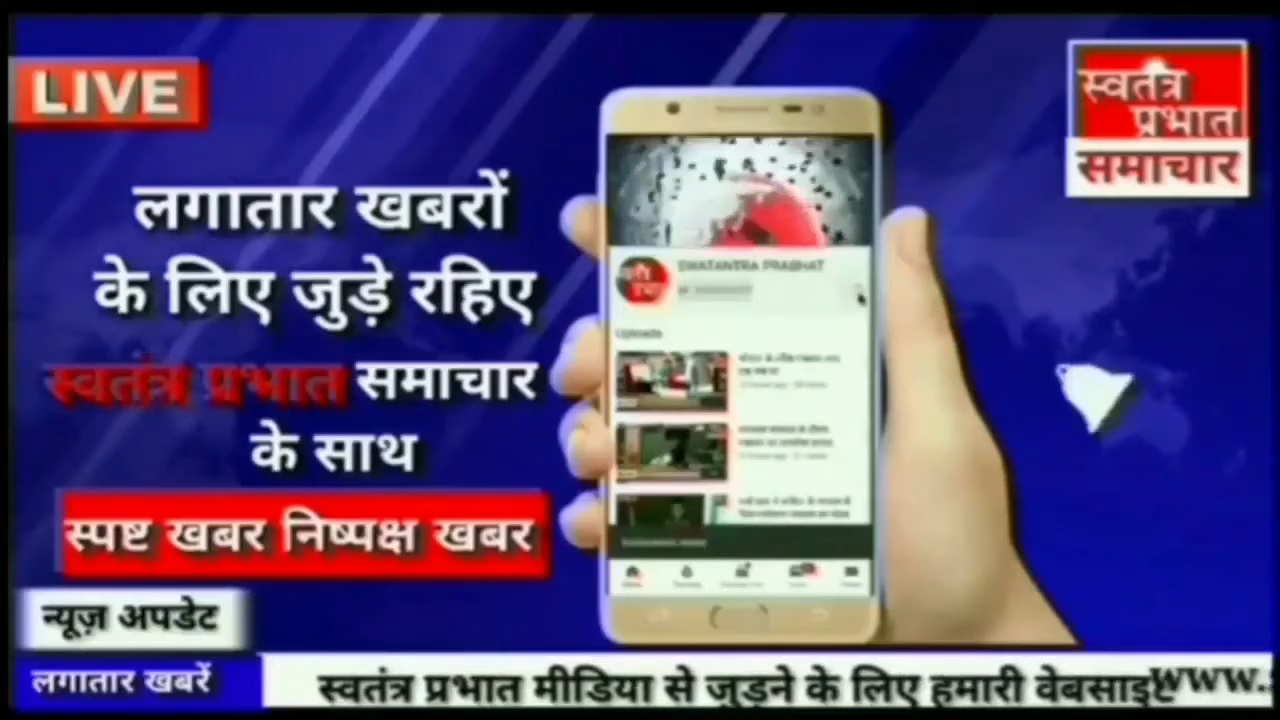 LIVE
स्वतंत्र
प्रभात
समाचार
लगातार खबरों
के लिए जुड़े रहिए
स्वतंत्र प्रभात समाचार
के साथ
स्पष्ट खबर निष्पक्ष खबर
SWATANTRA PRABHAT
Uploads
न्यूज़ अपडेट
लगातार खबरें
स्वतंत्र प्रभात मीडिया से जुड़ने के लिए हमारी वेबसाइट www.